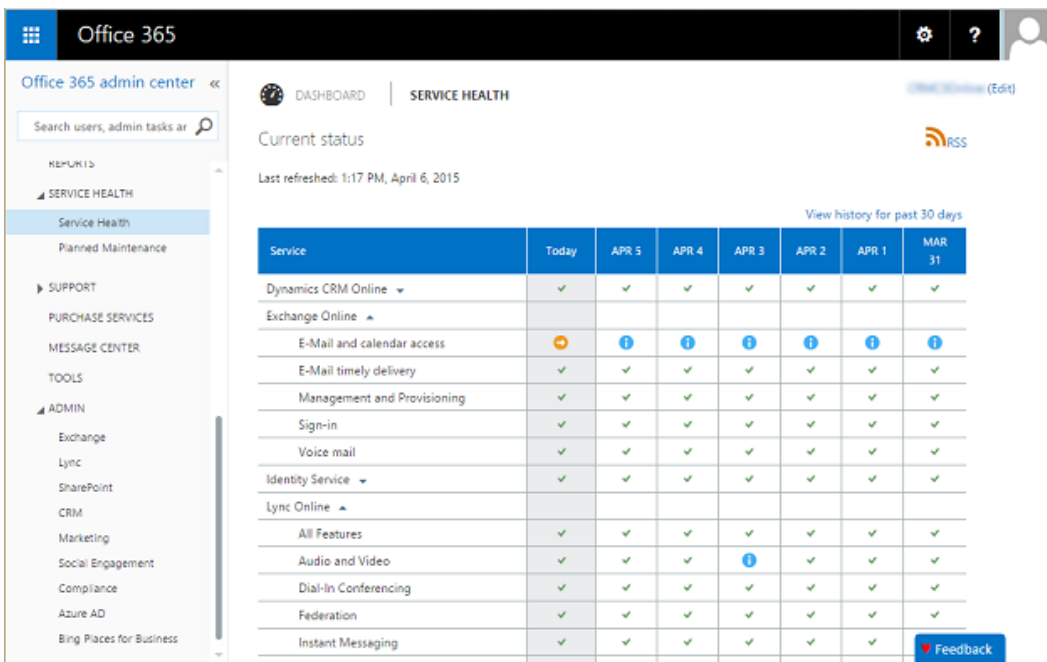 Office 365
?
Office 365 admin center «
Search users, admin tasks ar
REPORTS
SERVICE HEALTH
Service Health
Planned Maintenance
SUPPORT
PURCHASE SERVICES
MESSAGE CENTER
TOOLS
ADMIN
Exchange
Lync
SharePoint
CRM
Marketing
Social Engagement
Compliance
Azure AD
Bing Places for Business
DASHBOARD SERVICE HEALTH
(Edit)
Current status
RSS
Last refreshed: 1:17 PM, April 6, 2015
View history for past 30 days
Service Today APR 5 APR 4 APR 3 APR 2 APR 1 MAR 31
Dynamics CRM Online
Exchange Online
E-Mail and calendar access
E-Mail timely delivery
Management and Provisioning
Sign-in
Voice mail
Identity Service
Lync Online
All Features
Audio and Video
Dial-In Conferencing
Federation
Instant Messaging
Feedback